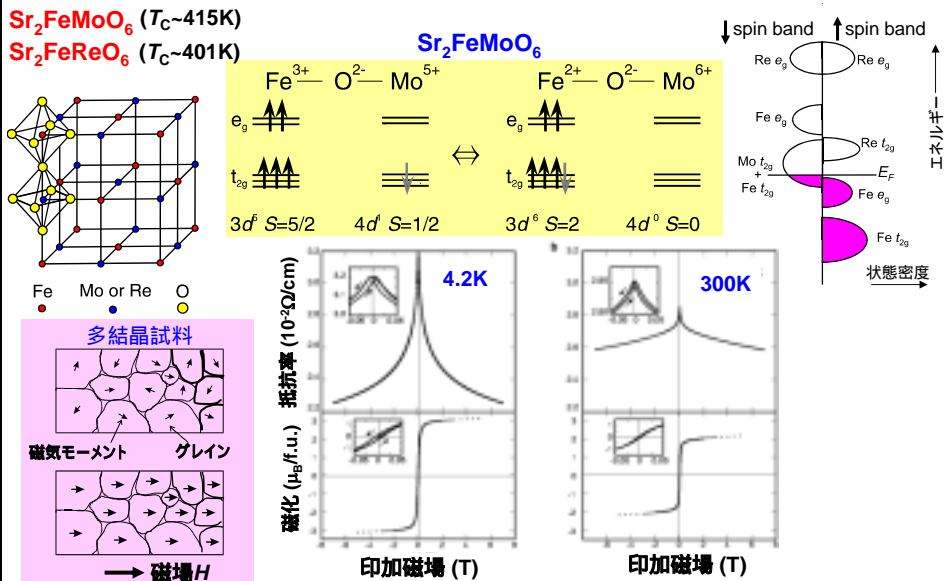 Sr2FeMoO6 (TC~415K)
Sr2FeReO6 (TC~401K)
Sr2FeMoO6
Fe3+ O2- Mo5+
Fe2+ O2- Mo6+
eg
eg
⇔
t2g
t2g
3d5 S=5/2 4d1 S=1/2
3d6 S=2 4d0 S=0
spin band spin band
Re eg Re eg
Fe eg
Re t2g
Mo t2g
+
Fe t2g
EF
Fe eg
Fe t2g
エネルギー
状態密度
Fe Mo or Re O
多結晶試料
磁気モーメント グレイン
磁場H
4.2K
300K
抵抗率 (10-2Ω/cm)
磁化 (μB/f.u.)
印加磁場 (T)
印加磁場 (T)